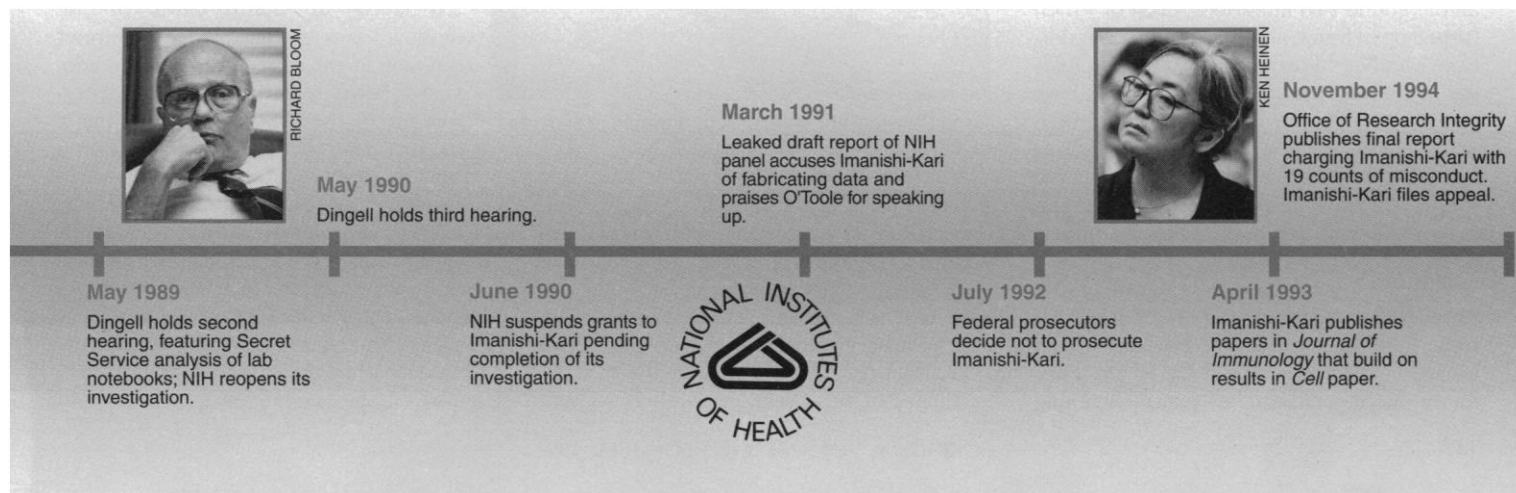 RICHARD BLOOM
May 1990
Dingell holds third hearing.
March 1991
Leaked draft report of NIH
panel accuses Imanishi-Kari
of fabricating data and
praises O'Toole for speaking
up.
KEN HEINEN
November 1994
Office of Research Integrity
publishes final report
charging Imanishi-Kari with
19 counts of misconduct.
Imanishi-Kari files appeal.
May 1989
Dingell holds second
hearing, featuring Secret
Service analysis of lab
notebooks; NIH reopens its
investigation.
June 1990
NIH suspends grants to
Imanishi-Kari pending
completion of its
investigation.
NATIONAL INSTITUTES
OF HEALTH
July 1992
Federal prosecutors
decide not to prosecute
Imanishi-Kari.
April 1993
Imanishi-Kari publishes
papers in Journal of
Immunology that build on
results in Cell paper.